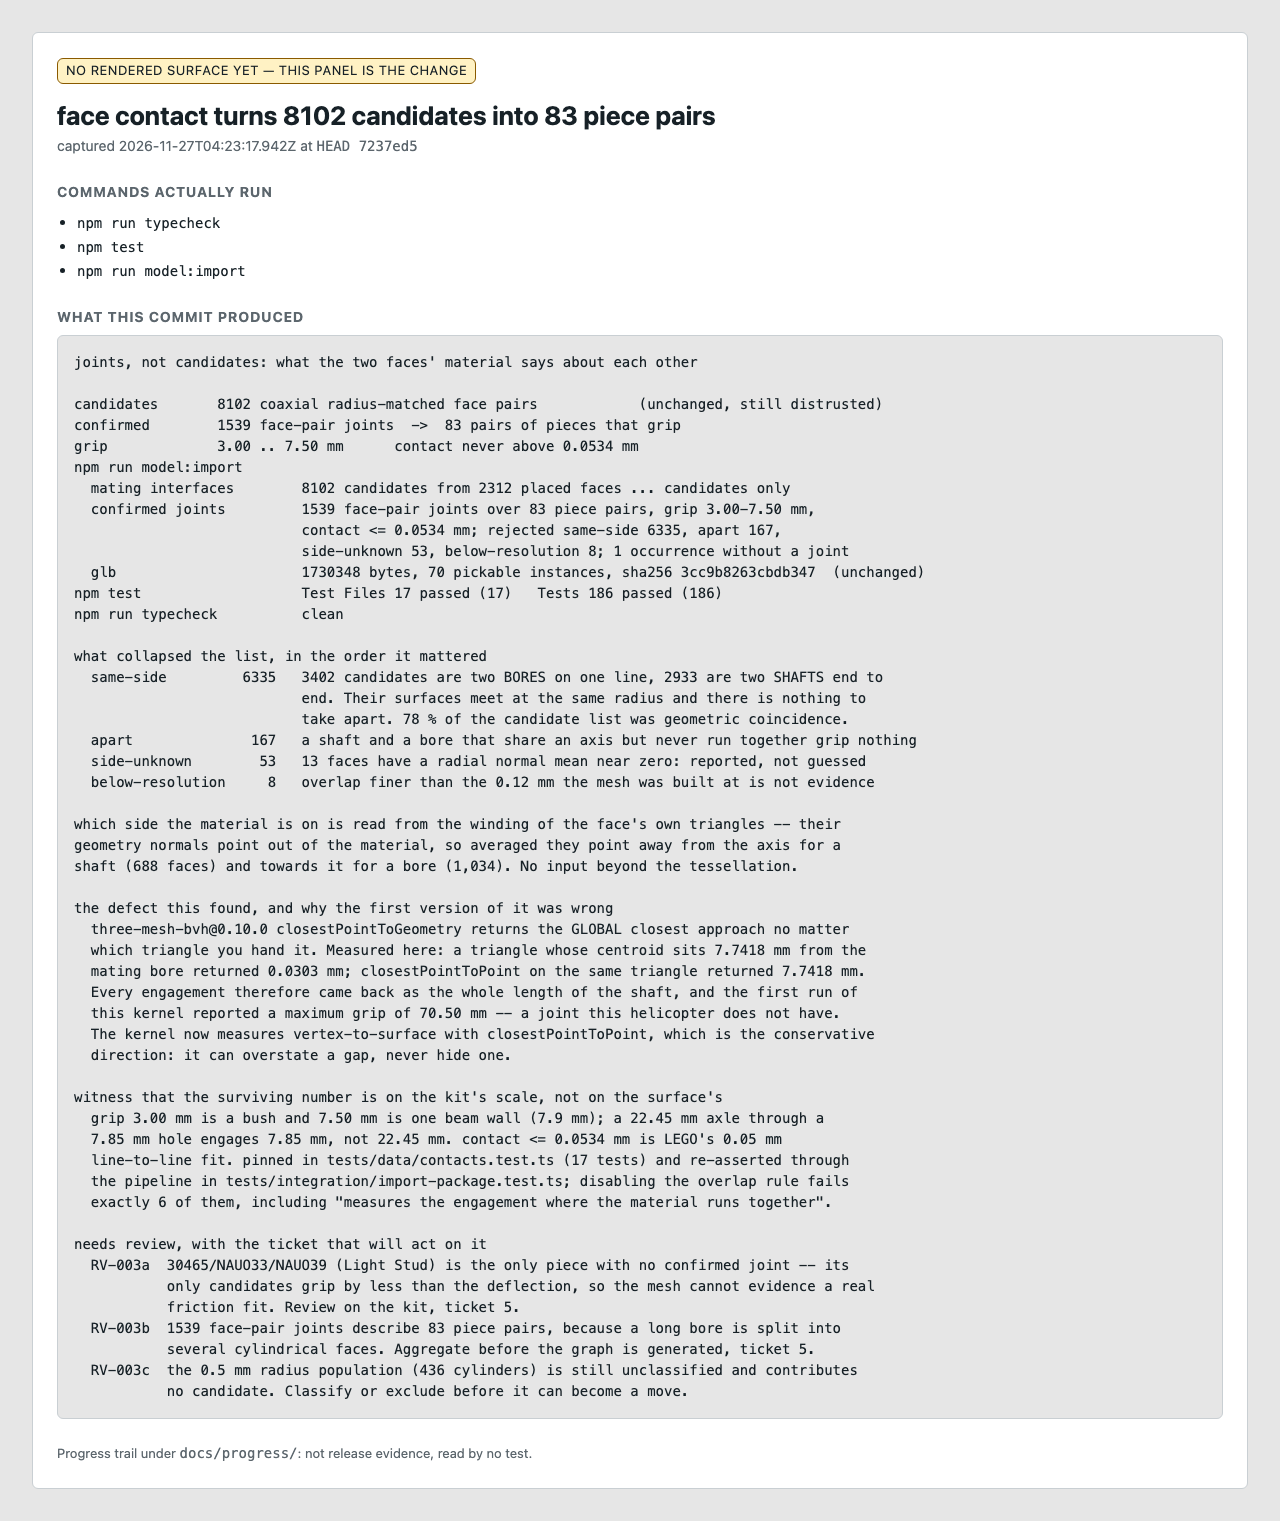 NO RENDERED SURFACE YET — THIS PANEL IS THE CHANGE
face contact turns 8102 candidates into 83 piece pairs
captured 2026-11-27T04:23:17.942Z at HEAD 7237ed5
COMMANDS ACTUALLY RUN
• npm run typecheck
• npm test
• npm run model:import
WHAT THIS COMMIT PRODUCED
joints, not candidates: what the two faces' material says about each other
candidates       8102 coaxial radius-matched face pairs            (unchanged, still distrusted)
confirmed        1539 face-pair joints  ->  83 pairs of pieces that grip
grip             3.00 .. 7.50 mm      contact never above 0.0534 mm
npm run model:import
  mating interfaces        8102 candidates from 2312 placed faces ... candidates only
  confirmed joints         1539 face-pair joints over 83 piece pairs, grip 3.00-7.50 mm,
                           contact <= 0.0534 mm; rejected same-side 6335, apart 167,
                           side-unknown 53, below-resolution 8; 1 occurrence without a joint
  glb                      1730348 bytes, 70 pickable instances, sha256 3cc9b8263cbdb347  (unchanged)
npm test                   Test Files 17 passed (17)   Tests 186 passed (186)
npm run typecheck          clean
what collapsed the list, in the order it mattered
  same-side         6335   3402 candidates are two BORES on one line, 2933 are two SHAFTS end to
                           end. Their surfaces meet at the same radius and there is nothing to
                           take apart. 78 % of the candidate list was geometric coincidence.
  apart              167   a shaft and a bore that share an axis but never run together grip nothing
  side-unknown        53   13 faces have a radial normal mean near zero: reported, not guessed
  below-resolution     8   overlap finer than the 0.12 mm the mesh was built at is not evidence
which side the material is on is read from the winding of the face's own triangles -- their
geometry normals point out of the material, so averaged they point away from the axis for a
shaft (688 faces) and towards it for a bore (1,034). No input beyond the tessellation.
the defect this found, and why the first version of it was wrong
  three-mesh-bvh@0.10.0 closestPointToGeometry returns the GLOBAL closest approach no matter
  which triangle you hand it. Measured here: a triangle whose centroid sits 7.7418 mm from the
  mating bore returned 0.0303 mm; closestPointToPoint on the same triangle returned 7.7418 mm.
  Every engagement therefore came back as the whole length of the shaft, and the first run of
  this kernel reported a maximum grip of 70.50 mm -- a joint this helicopter does not have.
  The kernel now measures vertex-to-surface with closestPointToPoint, which is the conservative
  direction: it can overstate a gap, never hide one.
witness that the surviving number is on the kit's scale, not on the surface's
  grip 3.00 mm is a bush and 7.50 mm is one beam wall (7.9 mm); a 22.45 mm axle through a
  7.85 mm hole engages 7.85 mm, not 22.45 mm. contact <= 0.0534 mm is LEGO's 0.05 mm
  line-to-line fit. pinned in tests/data/contacts.test.ts (17 tests) and re-asserted through
  the pipeline in tests/integration/import-package.test.ts; disabling the overlap rule fails
  exactly 6 of them, including "measures the engagement where the material runs together".
needs review, with the ticket that will act on it
  RV-003a  30465/NAUO33/NAUO39 (Light Stud) is the only piece with no confirmed joint -- its
           only candidates grip by less than the deflection, so the mesh cannot evidence a real
           friction fit. Review on the kit, ticket 5.
  RV-003b  1539 face-pair joints describe 83 piece pairs, because a long bore is split into
           several cylindrical faces. Aggregate before the graph is generated, ticket 5.
  RV-003c  the 0.5 mm radius population (436 cylinders) is still unclassified and contributes
           no candidate. Classify or exclude before it can become a move.
Progress trail under docs/progress/: not release evidence, read by no test.